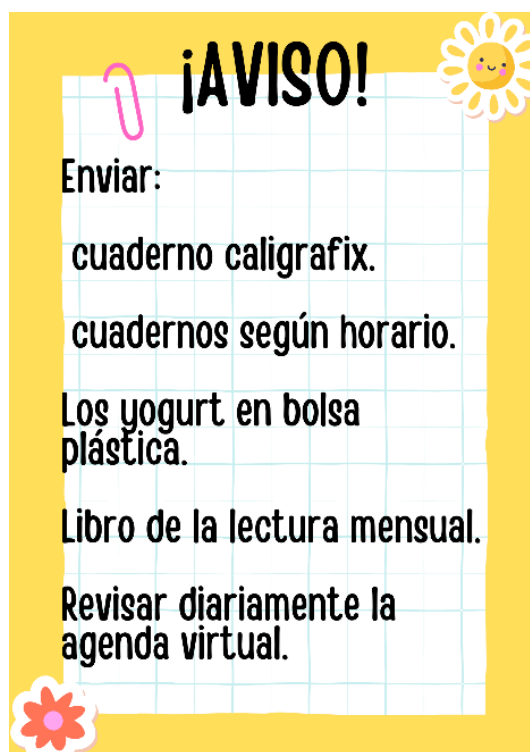 ¡AVISO!
Enviar:
cuaderno caligrafix.
cuadernos según horario.
Los yogurt en bolsa
plástica.
Libro de la lectura mensual.
Revisar diariamente la
agenda virtual.